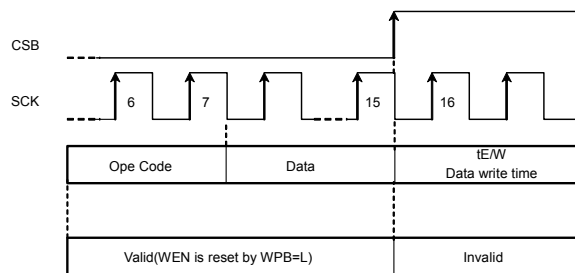 CSB
SCK
6
7
15
16
Ope Code
Data
tE/W
Data write time
Valid(WEN is reset by WPB=L)
Invalid